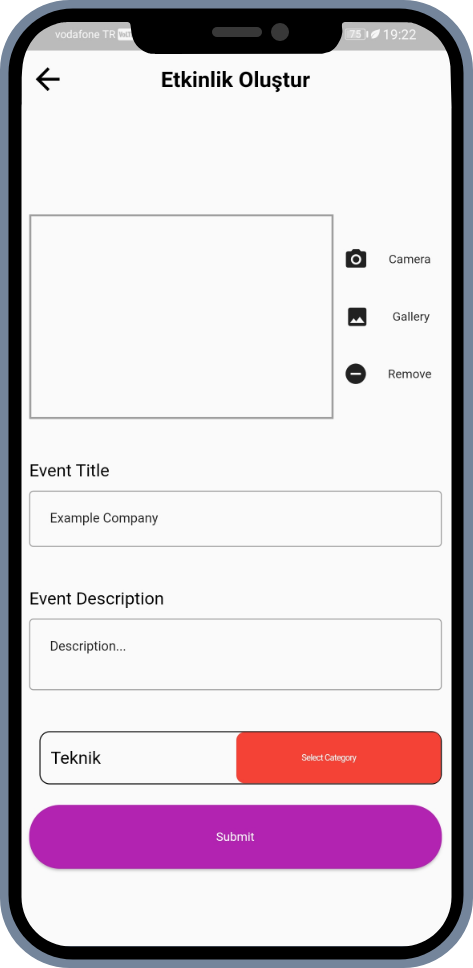 vodafone TR
75
19:22
Etkinlik Oluştur
Camera
Gallery
Remove
Event Title
Example Company
Event Description
Description...
Teknik
Select Category
Submit